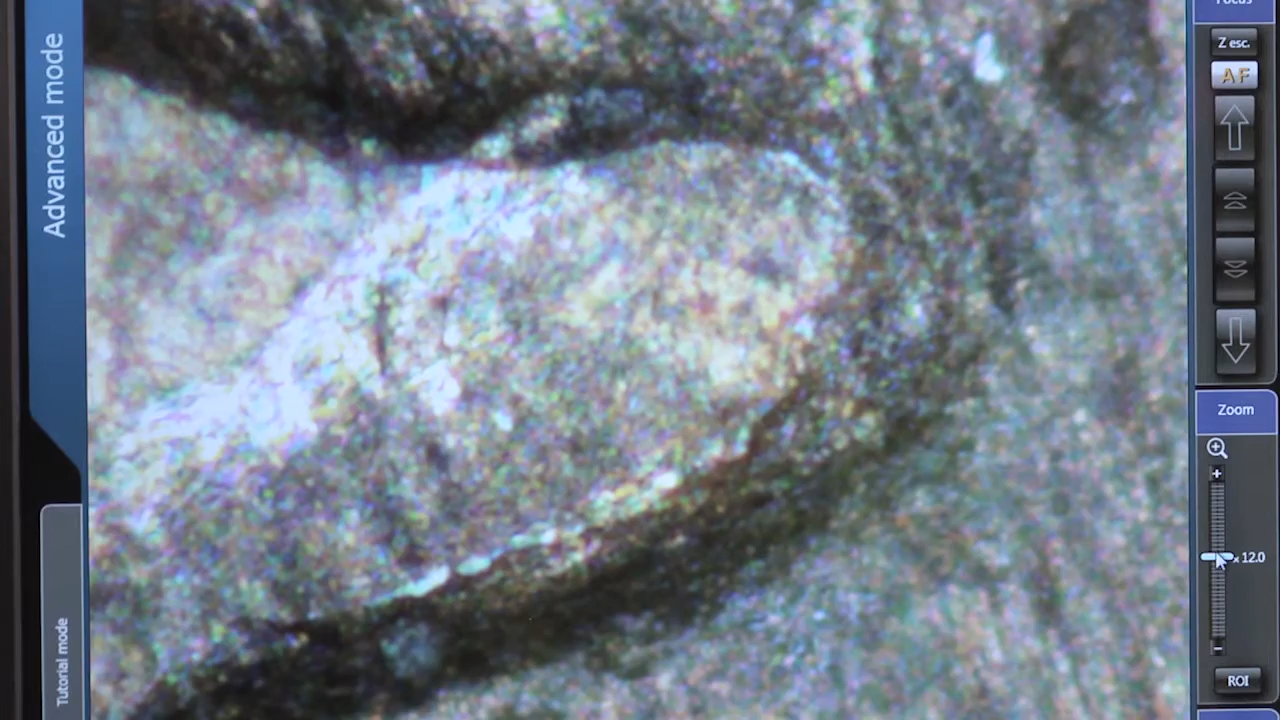 Advanced mode
Tutorial mode
Focus
Z esc.
AF
Zoom
+
x 12.0
-
ROI